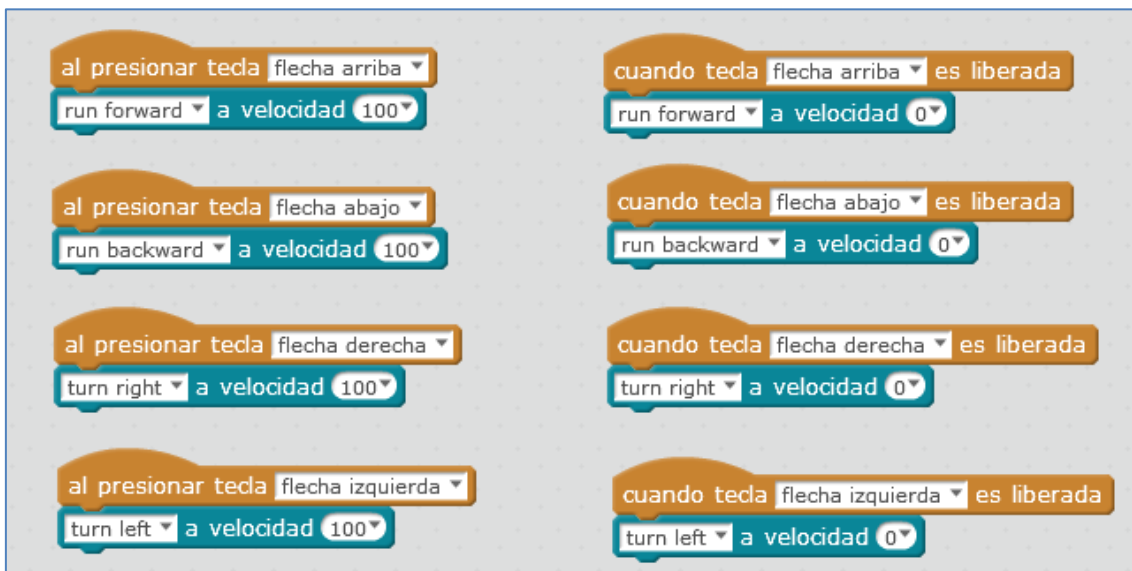 al presionar tecla flecha arriba
run forward a velocidad 100
cuando tecla flecha arriba es liberada
run forward a velocidad 0
al presionar tecla flecha abajo
run backward a velocidad 100
cuando tecla flecha abajo es liberada
run backward a velocidad 0
al presionar tecla flecha derecha
turn right a velocidad 100
cuando tecla flecha derecha es liberada
turn right a velocidad 0
al presionar tecla flecha izquierda
turn left a velocidad 100
cuando tecla flecha izquierda es liberada
turn left a velocidad 0